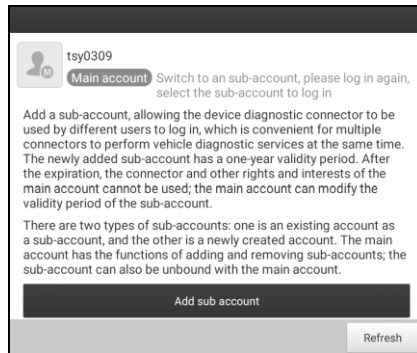 tsy0309
M
Main account Switch to an sub-account, please log in again,
select the sub-account to log in
Add a sub-account, allowing the device diagnostic connector to be
used by different users to log in, which is convenient for multiple
connectors to perform vehicle diagnostic services at the same time.
The newly added sub-account has a one-year validity period. After
the expiration, the connector and other rights and interests of the
main account cannot be used; the main account can modify the
validity period of the sub-account.
There are two types of sub-accounts: one is an existing account as
a sub-account, and the other is a newly created account. The main
account has the functions of adding and removing sub-accounts; the
sub-account can also be unbound with the main account.
Add sub account
Refresh